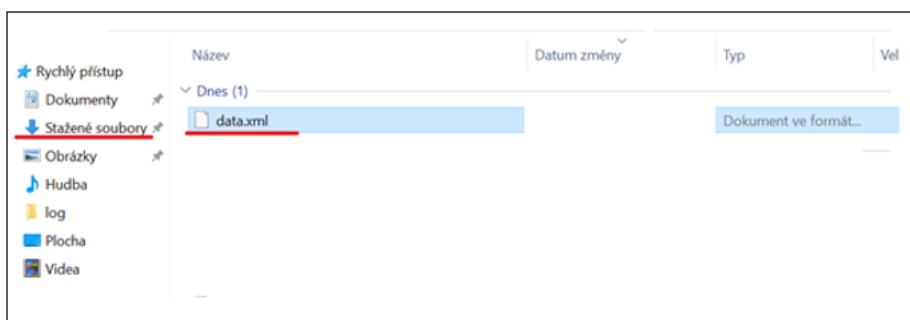 Název Datum změny Typ Vel
Rychlý přístup
Dnes (1)
Dokumenty
Stažené soubory
data.xml Dokument ve formát...
Obrázky
Hudba
log
Plocha
Videa